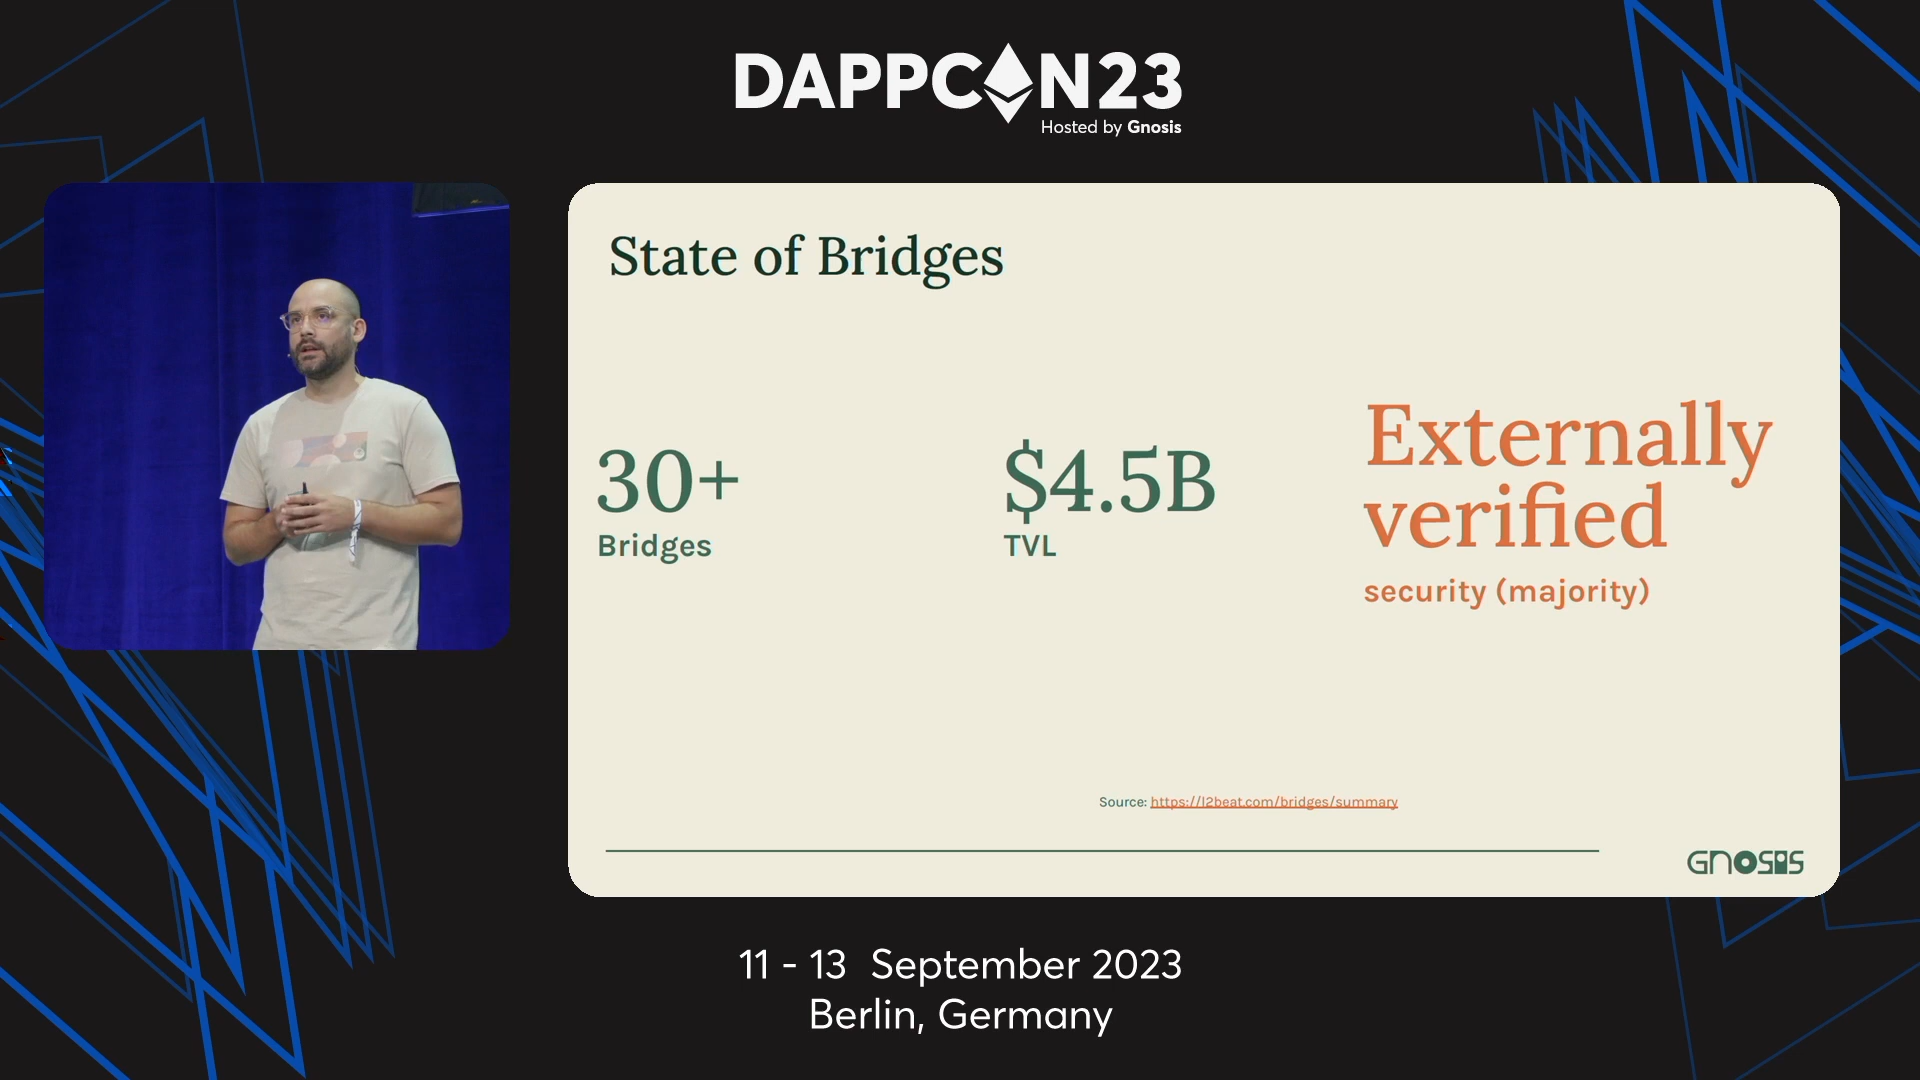 DAPPCON23
Hosted by Gnosis
State of Bridges
30+
Bridges
$4.5B
TVL
Externally
verified
security (majority)
Source: https://l2beat.com/bridges/summary
GNOSIS
11 - 13 September 2023
Berlin, Germany